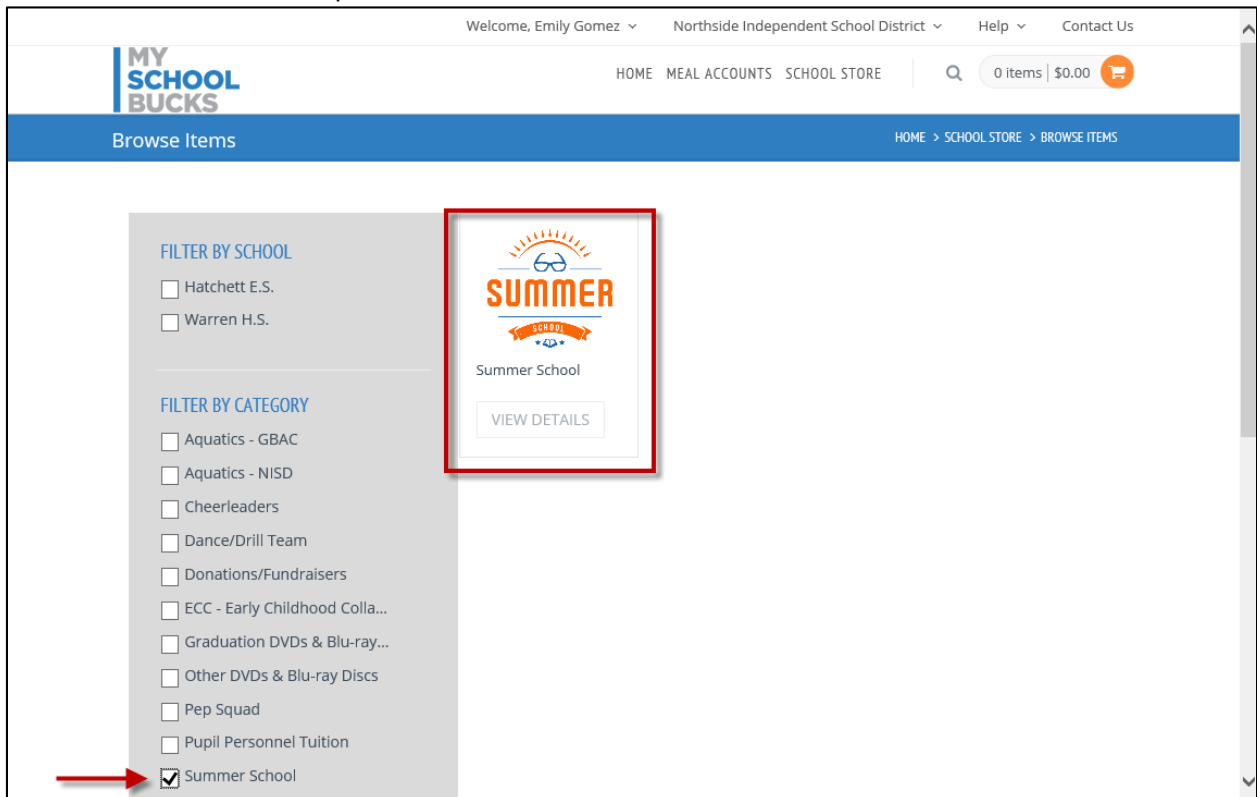 Welcome, Emily Gomez Northside Independent School District Help Contact Us
MY
SCHOOL
BUCKS
HOME MEAL ACCOUNTS SCHOOL STORE 0 items $0.00
Browse Items HOME > SCHOOL STORE > BROWSE ITEMS
FILTER BY SCHOOL
Hatchett E.S.
Warren H.S.
FILTER BY CATEGORY
Aquatics - GBAC
Aquatics - NISD
Cheerleaders
Dance/Drill Team
Donations/Fundraisers
ECC - Early Childhood Colla...
Graduation DVDs & Blu-ray...
Other DVDs & Blu-ray Discs
Pep Squad
Pupil Personnel Tuition
Summer School
SUMMER
SCHOOL
Summer School
VIEW DETAILS